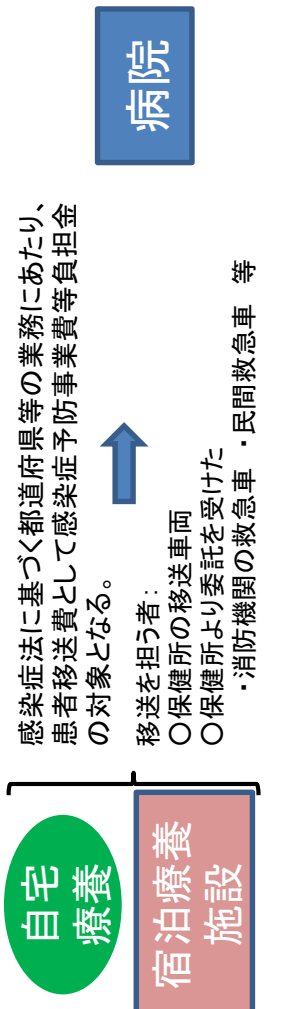 自宅
療養
宿泊療養
施設
感染症法に基づく都道府県等の業務にあたり、
患者移送費として感染症予防事業費等負担金
の対象となる。
移送を担う者：
○保健所の移送車両
○保健所より委託を受けた
・消防機関の救急車 ・民間救急車 等
病院